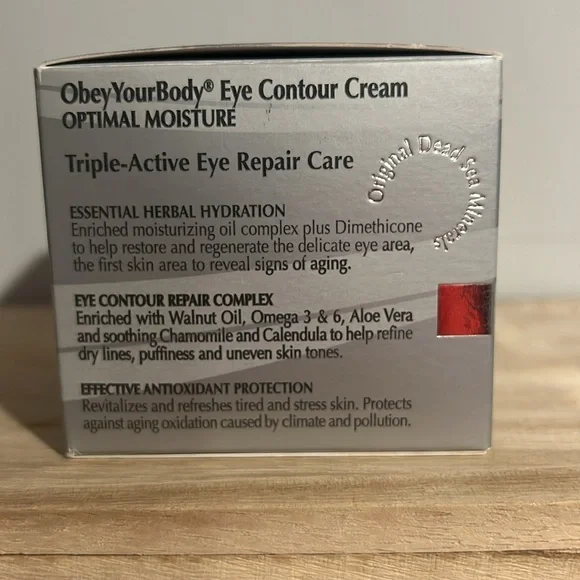 ObeyYourBody® Eye Contour Cream
OPTIMAL MOISTURE
Triple-Active Eye Repair Care
Original Dead Sea Minerals
ESSENTIAL HERBAL HYDRATION
Enriched moisturizing oil complex plus Dimethicone
to help restore and regenerate the delicate eye area,
the first skin area to reveal signs of aging.
EYE CONTOUR REPAIR COMPLEX
Enriched with Walnut Oil, Omega 3 & 6, Aloe Vera
and soothing Chamomile and Calendula to help refine
dry lines, puffiness and uneven skin tones.
EFFECTIVE ANTIOXIDANT PROTECTION
Revitalizes and refreshes tired and stress skin. Protects
against aging oxidation caused by climate and pollution.